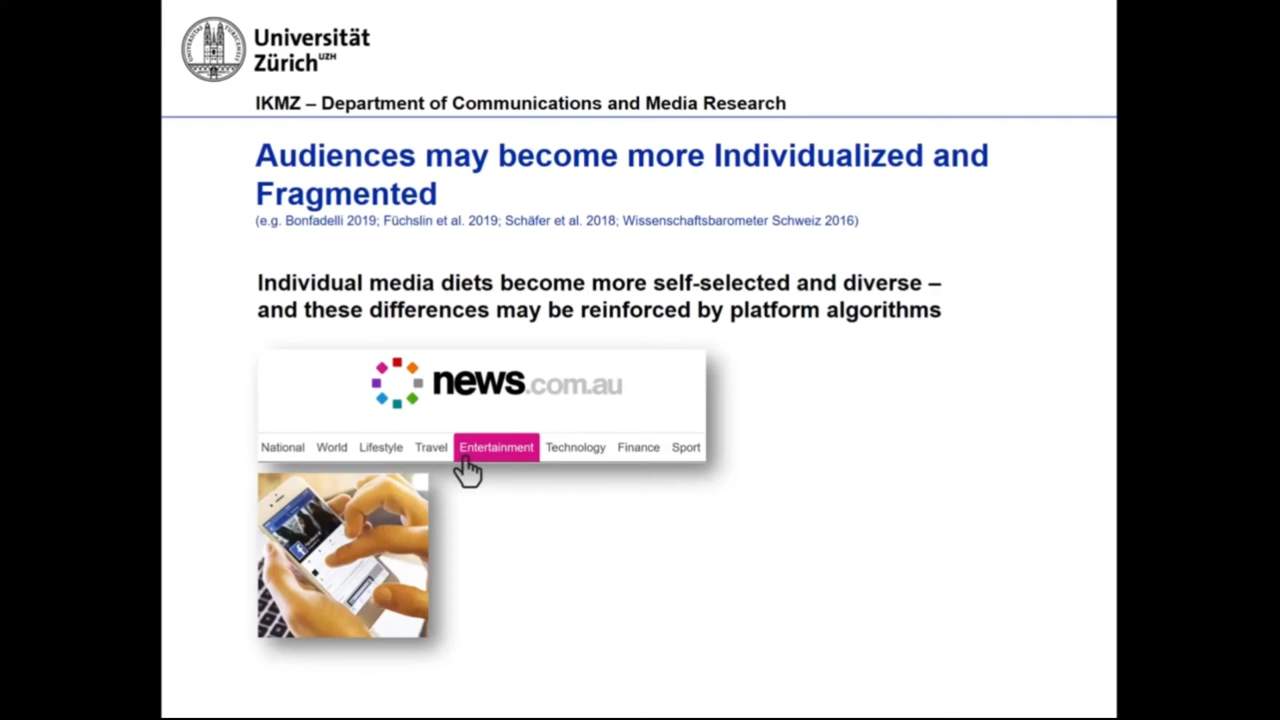 Universität
Zürich UZH
IKMZ – Department of Communications and Media Research
Audiences may become more Individualized and
Fragmented
(e.g. Bonfadelli 2019; Füchslin et al. 2019; Schäfer et al. 2018; Wissenschaftsbarometer Schweiz 2016)
Individual media diets become more self-selected and diverse –
and these differences may be reinforced by platform algorithms
news.com.au
National World Lifestyle Travel Entertainment Technology Finance Sport